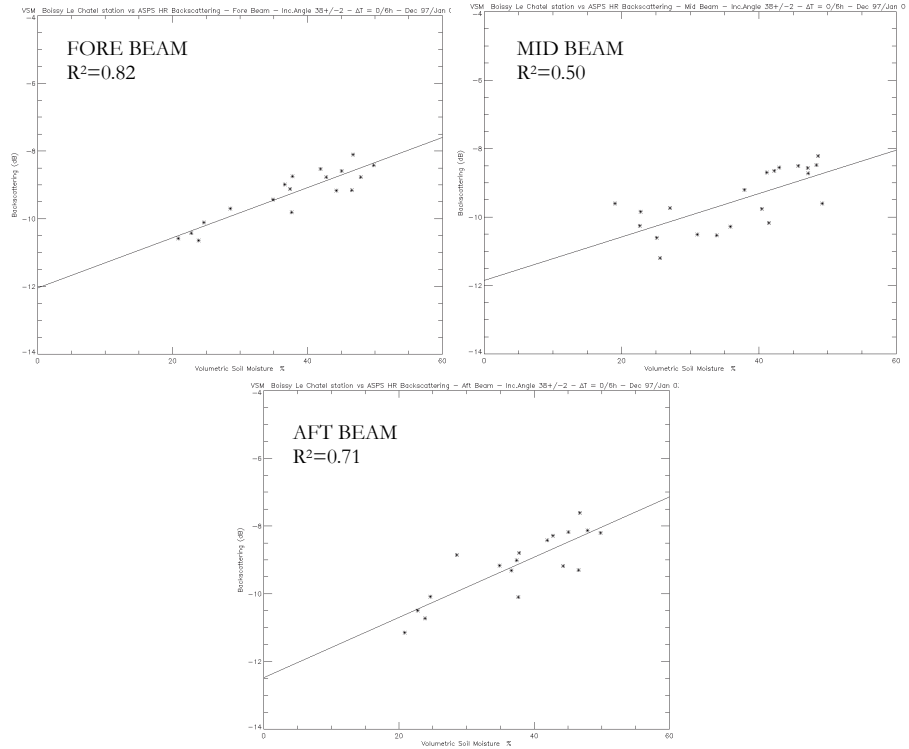 VSM Boissy Le Chatel station vs ASPS HR Backscattering – Fore Beam – Inc.Angle 38+/–2 – ΔT = 0/6h – Dec 97/Jan (
FORE BEAM
R²=0.82
–4
–6
–8
–10
–12
–14
Backscattering (dB)
0
20
40
60
Volumetric Soil Moisture %
VSM Boissy Le Chatel station vs ASPS HR Backscattering – Mid Beam – Inc.Angle 38+/–2 – ΔT = 0/6h – Dec 97/Jan 0
MID BEAM
R²=0.50
–4
–6
–8
–10
–12
–14
Backscattering (dB)
0
20
40
60
Volumetric Soil Moisture %
VSM Boissy Le Chatel station vs ASPS HR Backscattering – Aft Beam – Inc.Angle 38+/–2 – ΔT = 0/6h – Dec 97/Jan 0.
AFT BEAM
R²=0.71
–4
–6
–8
–10
–12
–14
Backscattering (dB)
0
20
40
60
Volumetric Soil Moisture %